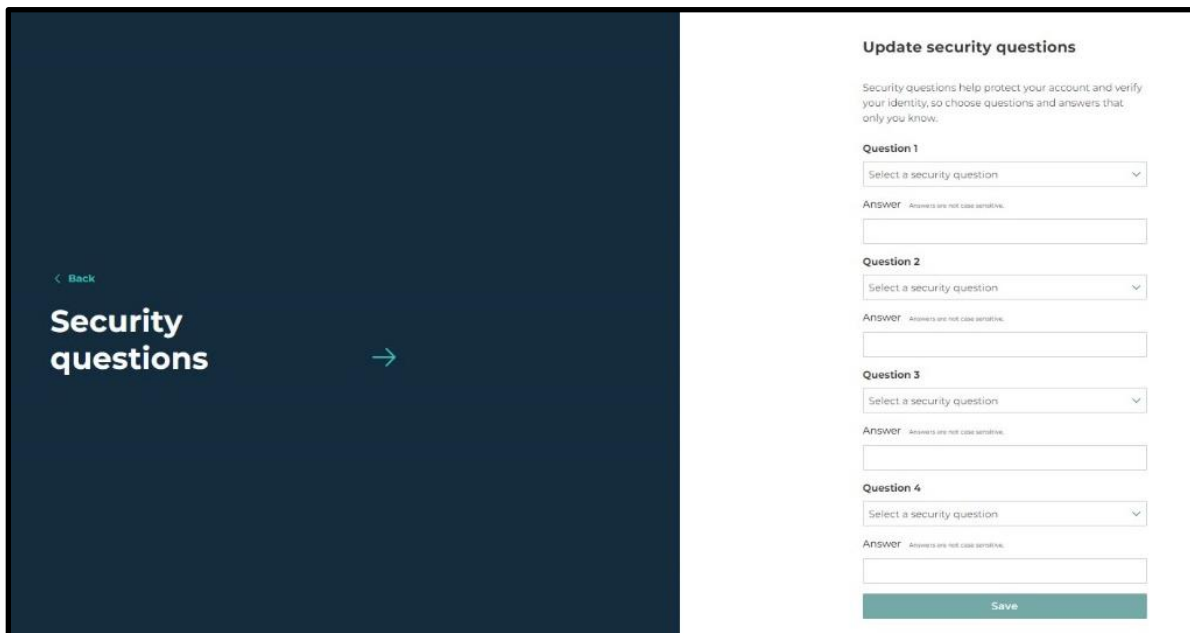 Back
Security
questions
Update security questions
Security questions help protect your account and verify
your identity, so choose questions and answers that
only you know.
Question 1
Select a security question
Answer Answers are not case sensitive.
Question 2
Select a security question
Answer Answers are not case sensitive.
Question 3
Select a security question
Answer Answers are not case sensitive.
Question 4
Select a security question
Answer Answers are not case sensitive.
Save